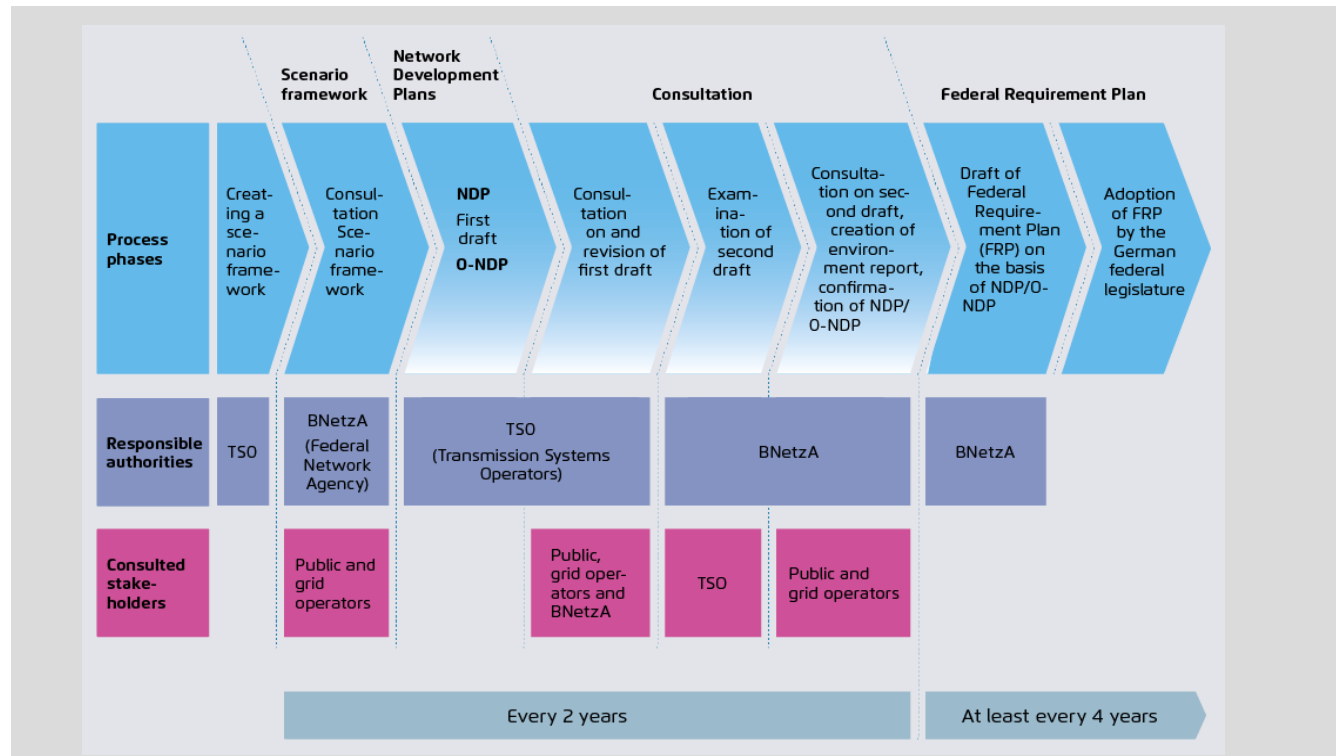 Scenario
framework
Network
Development
Plans
Consultation
Federal Requirement Plan
Process
phases
Creat-
ing a
sce-
nario
frame-
work
Consul-
tation
Sce-
nario
frame-
work
NDP
First
draft
O-NDP
Consul-
tation
on and
revision of
first draft
Exam-
ina-
tion of
second
draft
Consulta-
tion on sec-
ond draft,
creation of
environ-
ment report,
confirma-
tion of NDP/
O-NDP
Draft of
Federal
Require-
ment Plan
(FRP) on
the basis
of NDP/O-
NDP
Adoption
of FRP
by the
German
federal
legislature
Responsible
authorities
TSO
BNetzA
(Federal
Network
Agency)
TSO
(Transmission Systems
Operators)
BNetzA
BNetzA
Consulted
stake-
holders
Public and
grid
operators
Public,
grid oper-
ators and
BNetzA
TSO
Public and
grid operators
Every 2 years
At least every 4 years